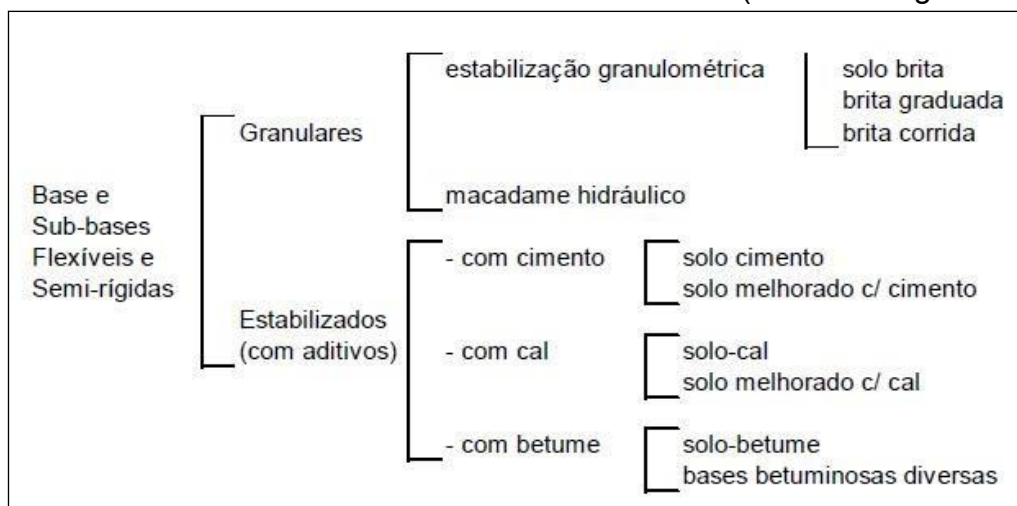 estabilização granulométrica
solo brita
brita graduada
brita corrida
Granulares
macadame hidráulico
Base e
Sub-bases
Flexíveis e
Semi-rígidas
- com cimento
solo cimento
solo melhorado c/ cimento
Estabilizados
(com aditivos)
- com cal
solo-cal
solo melhorado c/ cal
- com betume
solo-betume
bases betuminosas diversas